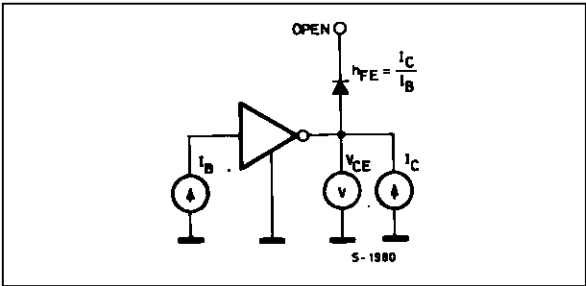 OPEN
hFE = IC
IB
IB
VCE
IC
V
S-1980